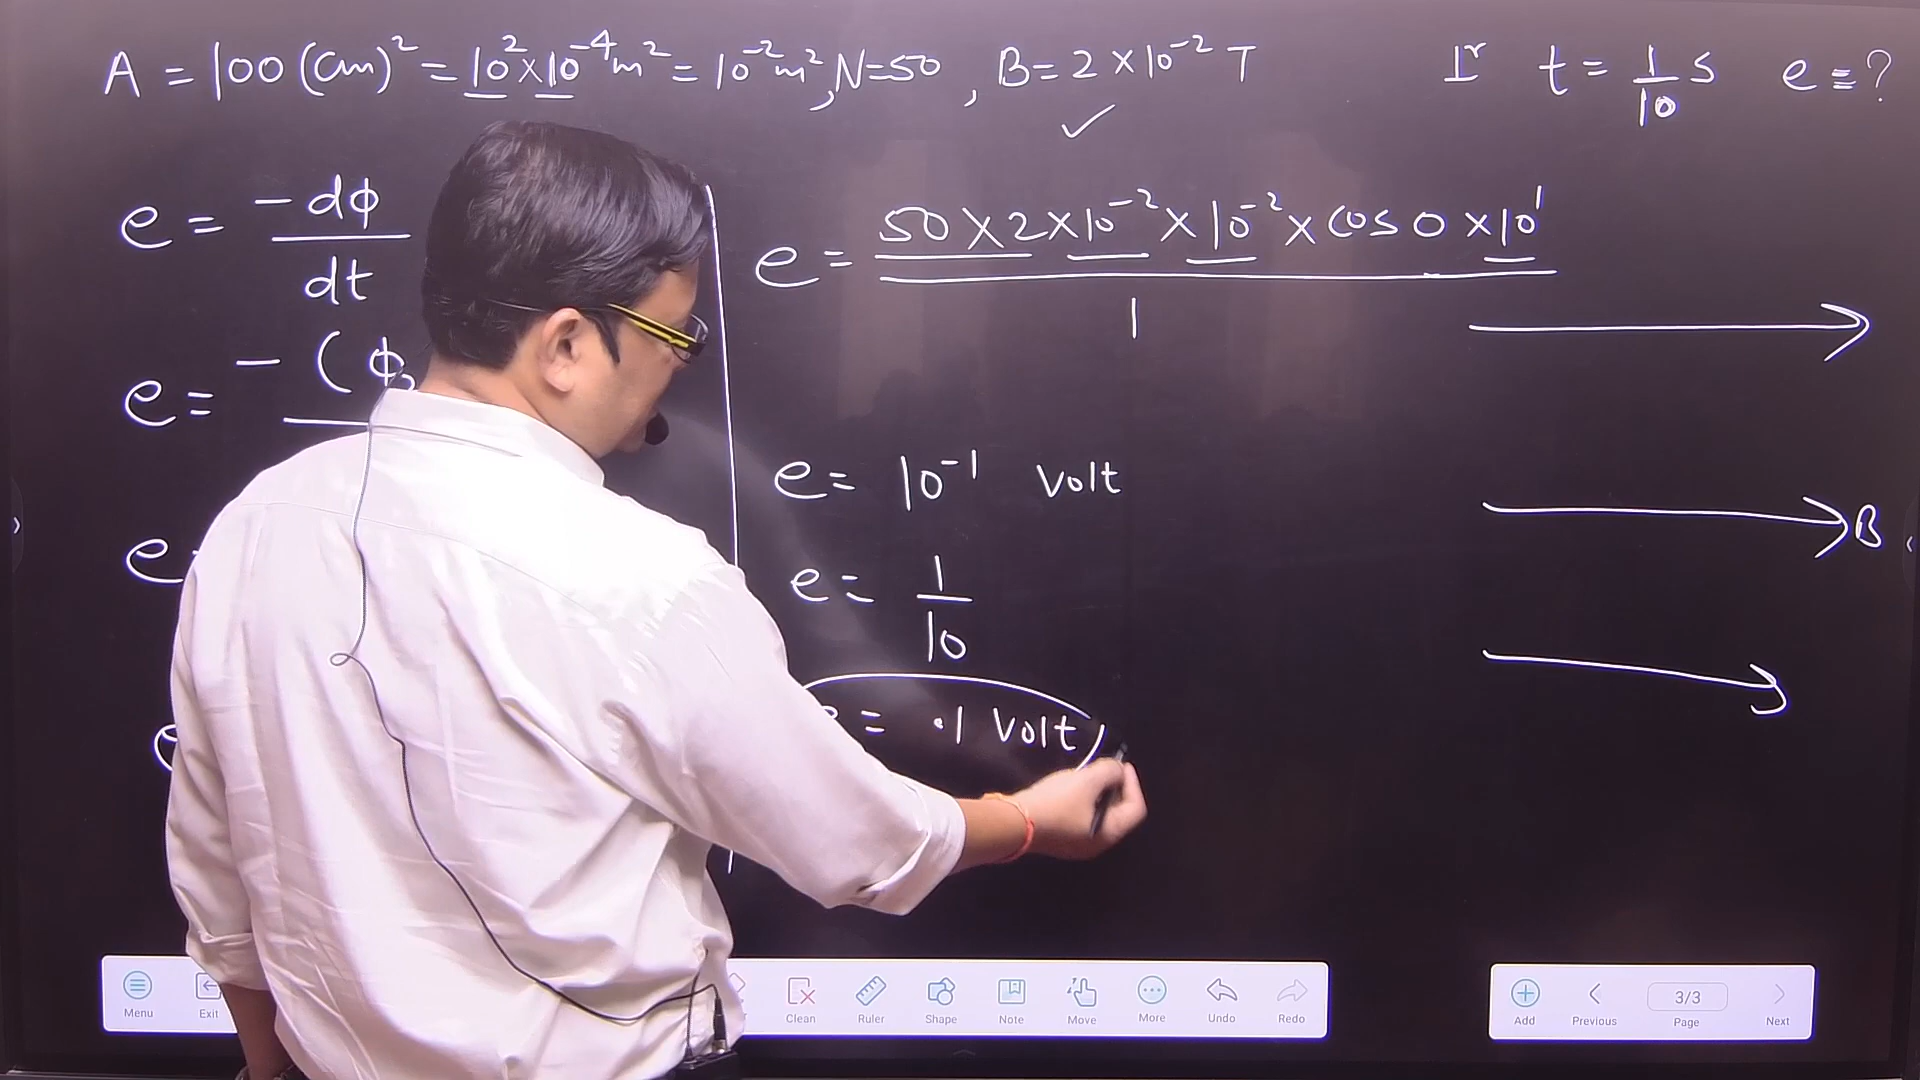 A = 100 (Cm)² = 10² × 10⁻⁴ m² = 10⁻² m², N = 50, B = 2 × 10⁻² T t = 1/10 s e = ?
e = -dϕ/dt
e = - (ϕ
e
e
e = 50 × 2 × 10⁻² × 10⁻² × cos 0 × 10¹ / 1
e = 10⁻¹ Volt
e = 1/10
e = .1 Volt
B
Menu Exit Clean Ruler Shape Note Move More Undo Redo
Add Previous 3/3 Page Next